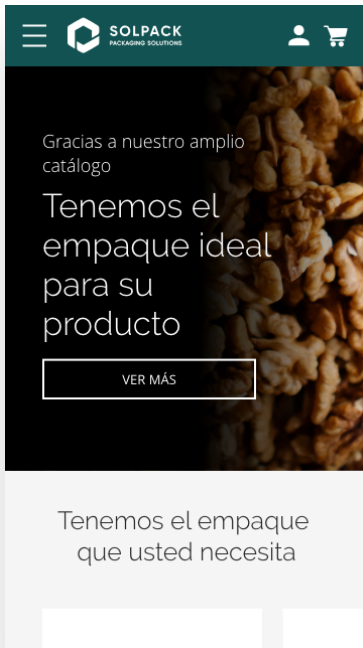 SOLPACK
PACKAGING SOLUTIONS
Gracias a nuestro amplio
catálogo
Tenemos el
empaque ideal
para su
producto
VER MÁS
Tenemos el empaque
que usted necesita